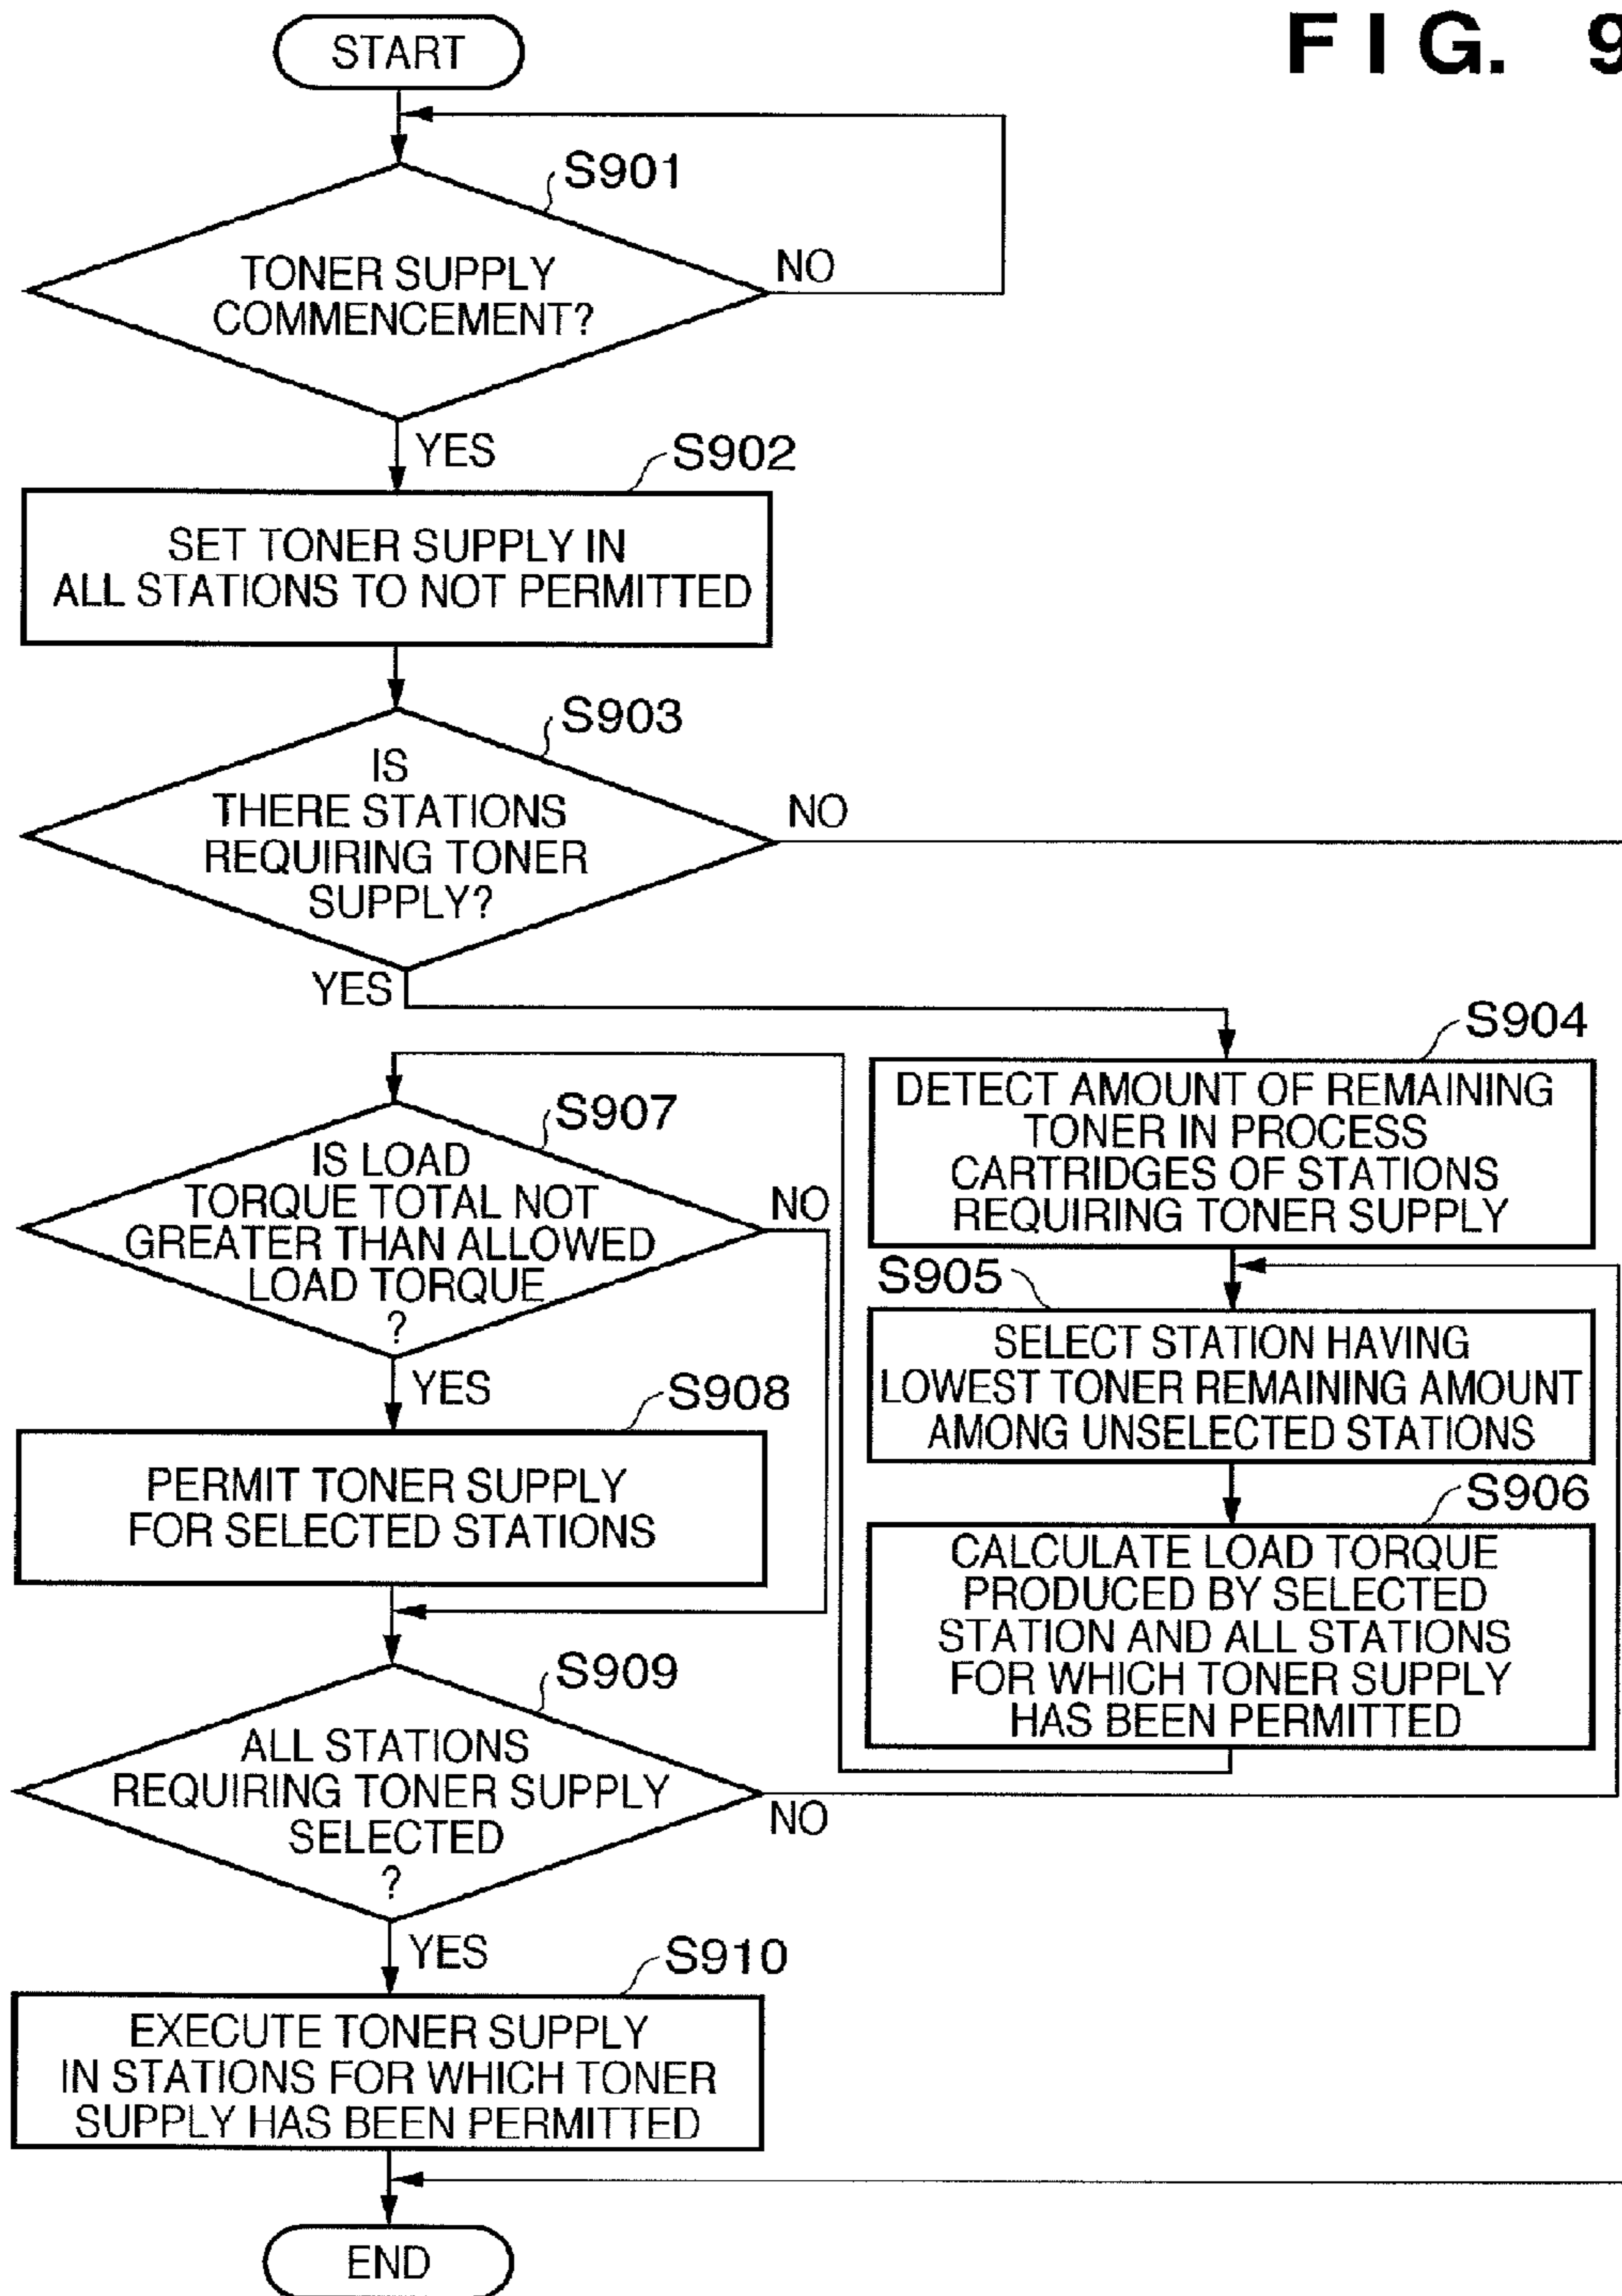 FIG. 9
START
S901
TONER SUPPLY
COMMENCEMENT?
NO
YES
S902
SET TONER SUPPLY IN
ALL STATIONS TO NOT PERMITTED
S903
IS
THERE STATIONS
REQUIRING TONER
SUPPLY?
NO
YES
S904
DETECT AMOUNT OF REMAINING
TONER IN PROCESS
CARTRIDGES OF STATIONS
REQUIRING TONER SUPPLY
S905
SELECT STATION HAVING
LOWEST TONER REMAINING AMOUNT
AMONG UNSELECTED STATIONS
S906
CALCULATE LOAD TORQUE
PRODUCED BY SELECTED
STATION AND ALL STATIONS
FOR WHICH TONER SUPPLY
HAS BEEN PERMITTED
S907
IS LOAD
TORQUE TOTAL NOT
GREATER THAN ALLOWED
LOAD TORQUE
?
NO
YES
S908
PERMIT TONER SUPPLY
FOR SELECTED STATIONS
S909
ALL STATIONS
REQUIRING TONER SUPPLY
SELECTED
?
NO
YES
S910
EXECUTE TONER SUPPLY
IN STATIONS FOR WHICH TONER
SUPPLY HAS BEEN PERMITTED
END